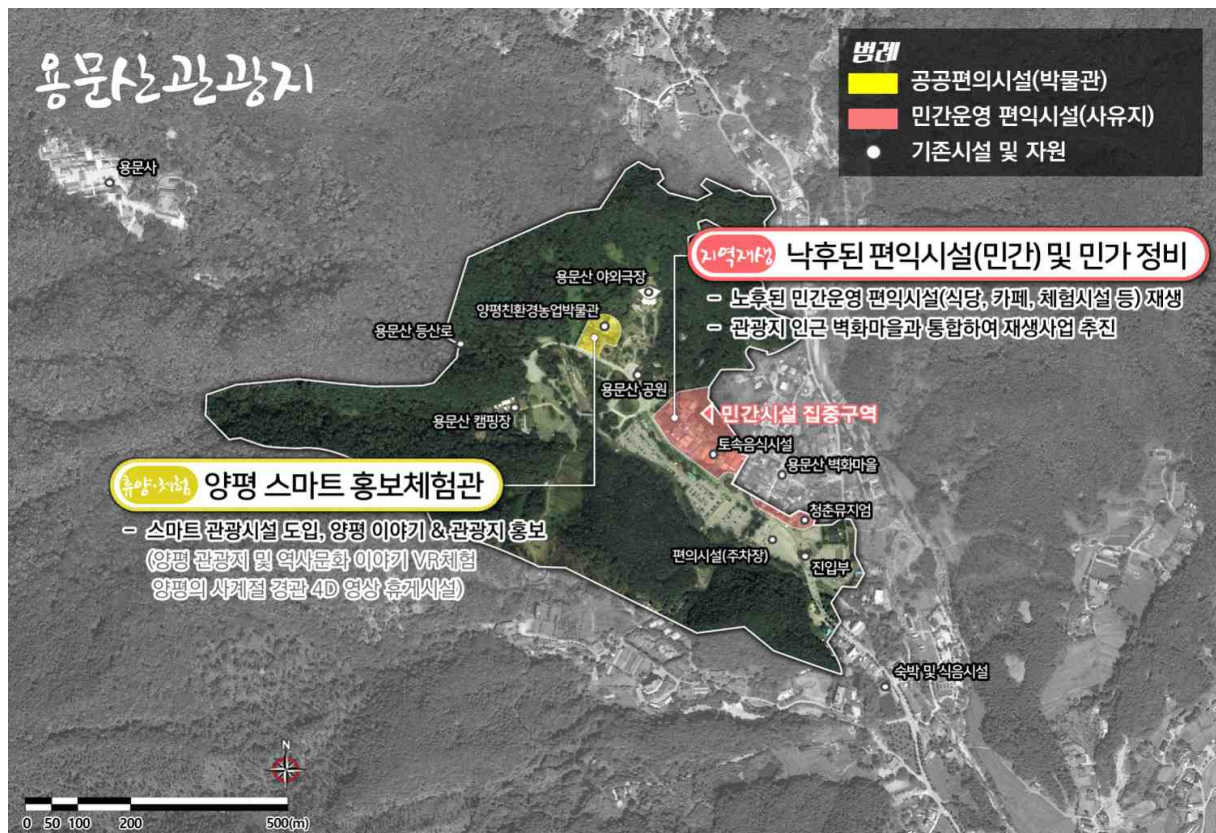 용문산관광지
범례
공공편의시설(박물관)
민간운영 편익시설(사유지)
기존시설 및 자원
용문사
지역재생 낙후된 편익시설(민간) 및 민가 정비
- 노후된 민간운영 편익시설(식당, 카페, 체험시설 등) 재생
- 관광지 인근 벽화마을과 통합하여 재생사업 추진
용문산 야외극장
양평친환경농업박물관
용문산 등산로
용문산 공원
용문산 캠핑장
민간시설 집중구역
토속음식시설
용문산 벽화마을
휴양·체험 양평 스마트 홍보체험관
- 스마트 관광시설 도입, 양평 이야기 & 관광지 홍보
(양평 관광지 및 역사문화 이야기 VR체험
양평의 사계절 경관 4D 영상 휴게시설)
청춘뮤지엄
편의시설(주차장)
진입부
숙박 및 식음시설
N
0 50 100 200 500(m)